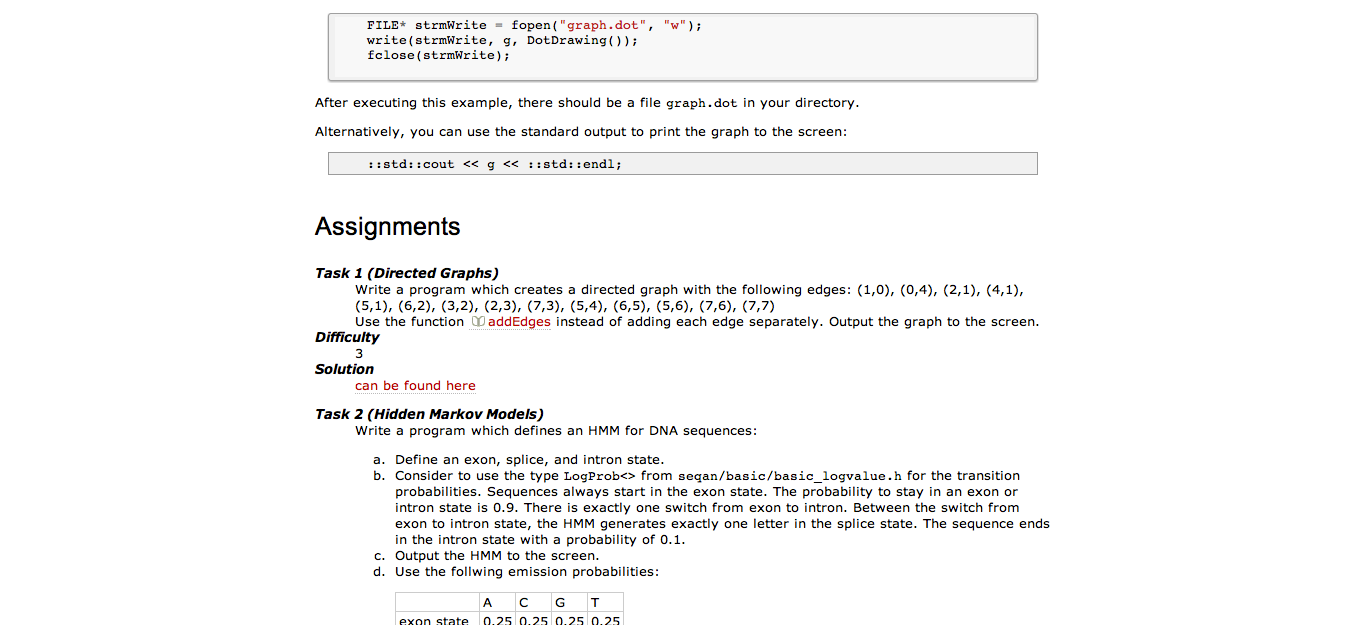 FILE* strmWrite = fopen("graph.dot", "w");
write(strmWrite, g, DotDrawing());
fclose(strmWrite);
After executing this example, there should be a file graph.dot in your directory.
Alternatively, you can use the standard output to print the graph to the screen:
::std::cout << g << ::std::endl;
Assignments
Task 1 (Directed Graphs)
Write a program which creates a directed graph with the following edges: (1,0), (0,4), (2,1), (4,1),
(5,1), (6,2), (3,2), (2,3), (7,3), (5,4), (6,5), (5,6), (7,6), (7,7)
Use the function addEdges instead of adding each edge separately. Output the graph to the screen.
Difficulty
3
Solution
can be found here
Task 2 (Hidden Markov Models)
Write a program which defines an HMM for DNA sequences:
a. Define an exon, splice, and intron state.
b. Consider to use the type LogProb<> from seqan/basic/basic_logvalue.h for the transition
probabilities. Sequences always start in the exon state. The probability to stay in an exon or
intron state is 0.9. There is exactly one switch from exon to intron. Between the switch from
exon to intron state, the HMM generates exactly one letter in the splice state. The sequence ends
in the intron state with a probability of 0.1.
c. Output the HMM to the screen.
d. Use the follwing emission probabilities:
A C G T
exon state 0.25 0.25 0.25 0.25